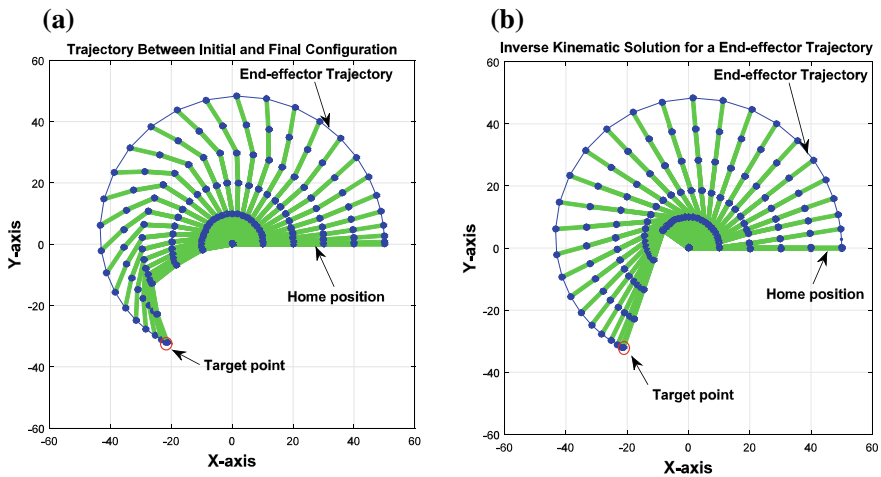 (a)
Trajectory Between Initial and Final Configuration
60
40
20
0
-20
-40
-60
Y-axis
End-effector Trajectory
Home position
Target point
-60
-40
-20
0
20
40
60
X-axis
(b)
Inverse Kinematic Solution for a End-effector Trajectory
60
40
20
0
-20
-40
-60
Y-axis
End-effector Trajectory
Home position
Target point
-60
-40
-20
0
20
40
60
X-axis